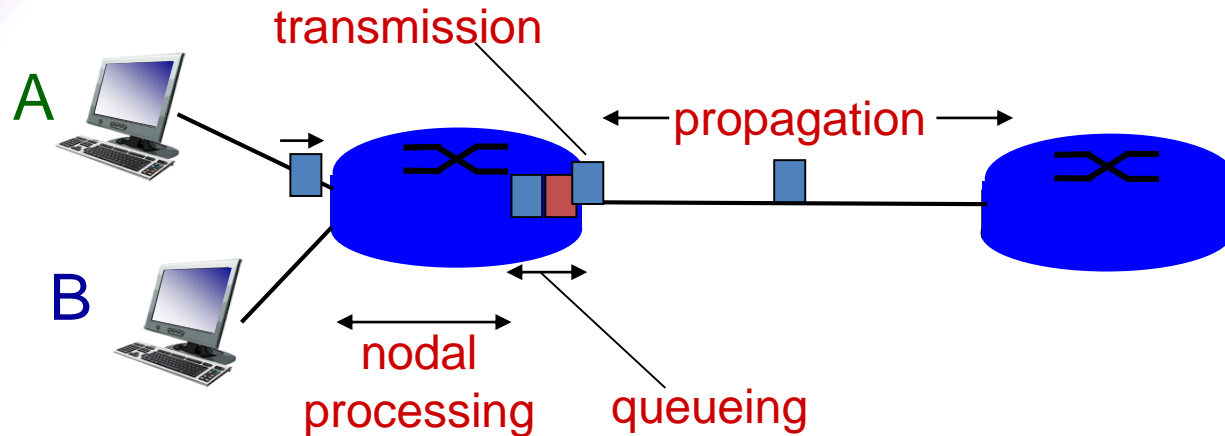 transmission
A
propagation
B
nodal
processing
queueing